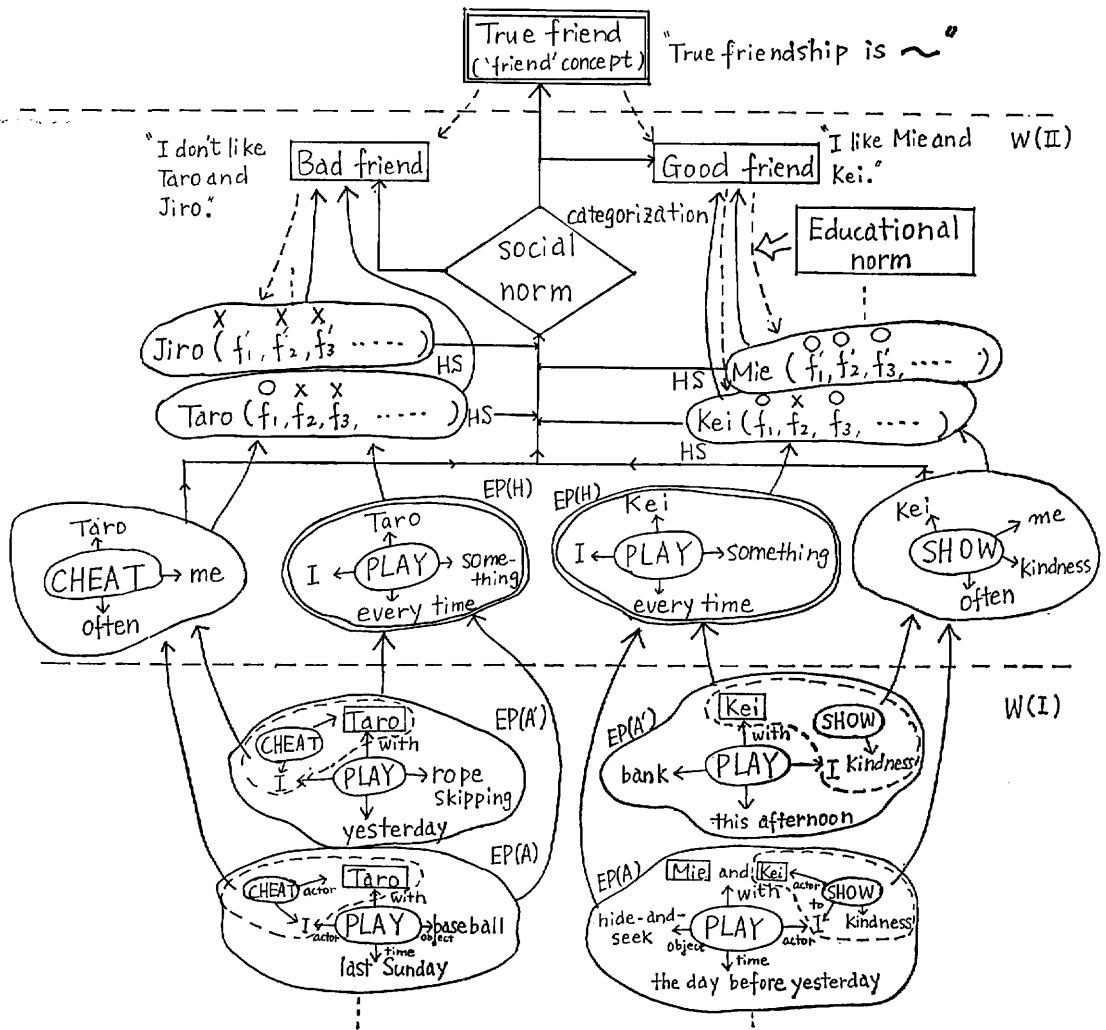 True friend
('friend' concept)
"True friendship is ～"
W(II)
"I don't like
Taro and
Jiro."
Bad friend
Good friend
"I like Mie and
Kei."
categorization
Educational
norm
social
norm
x x x
Jiro (f'1, f'2, f'3 ·····)
HS
o x x
Taro (f1, f2, f3, ·····)
HS
o o o
Mie (f'1, f'2, f'3, ·····)
HS
o x o
Kei (f1, f2, f3, ·····)
HS
Taro
CHEAT
me
often
EP(H)
Taro
I
PLAY
some-
thing
every time
EP(H)
Kei
I
PLAY
something
every time
Kei
me
SHOW
kindness
often
W(I)
EP(A')
Taro
CHEAT
with
I
PLAY
rope
skipping
yesterday
EP(A')
Kei
SHOW
with
bank
PLAY
I
kindness
this afternoon
EP(A)
Taro
CHEAT
actor
with
I
actor
PLAY
object
baseball
time
last Sunday
EP(A)
Mie and Kei
with
actor
SHOW
to
hide-and-
seek
object
PLAY
actor
I
kindness
time
the day before yesterday